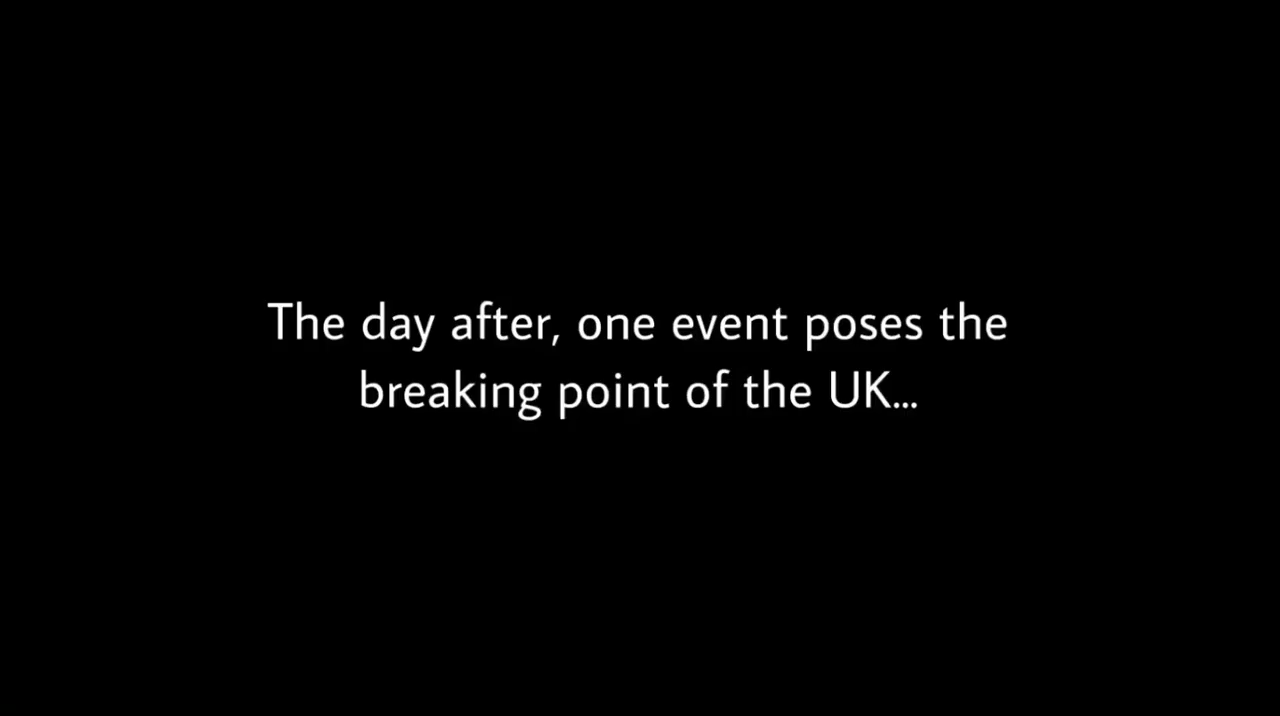 The day after, one event poses the
breaking point of the UK...